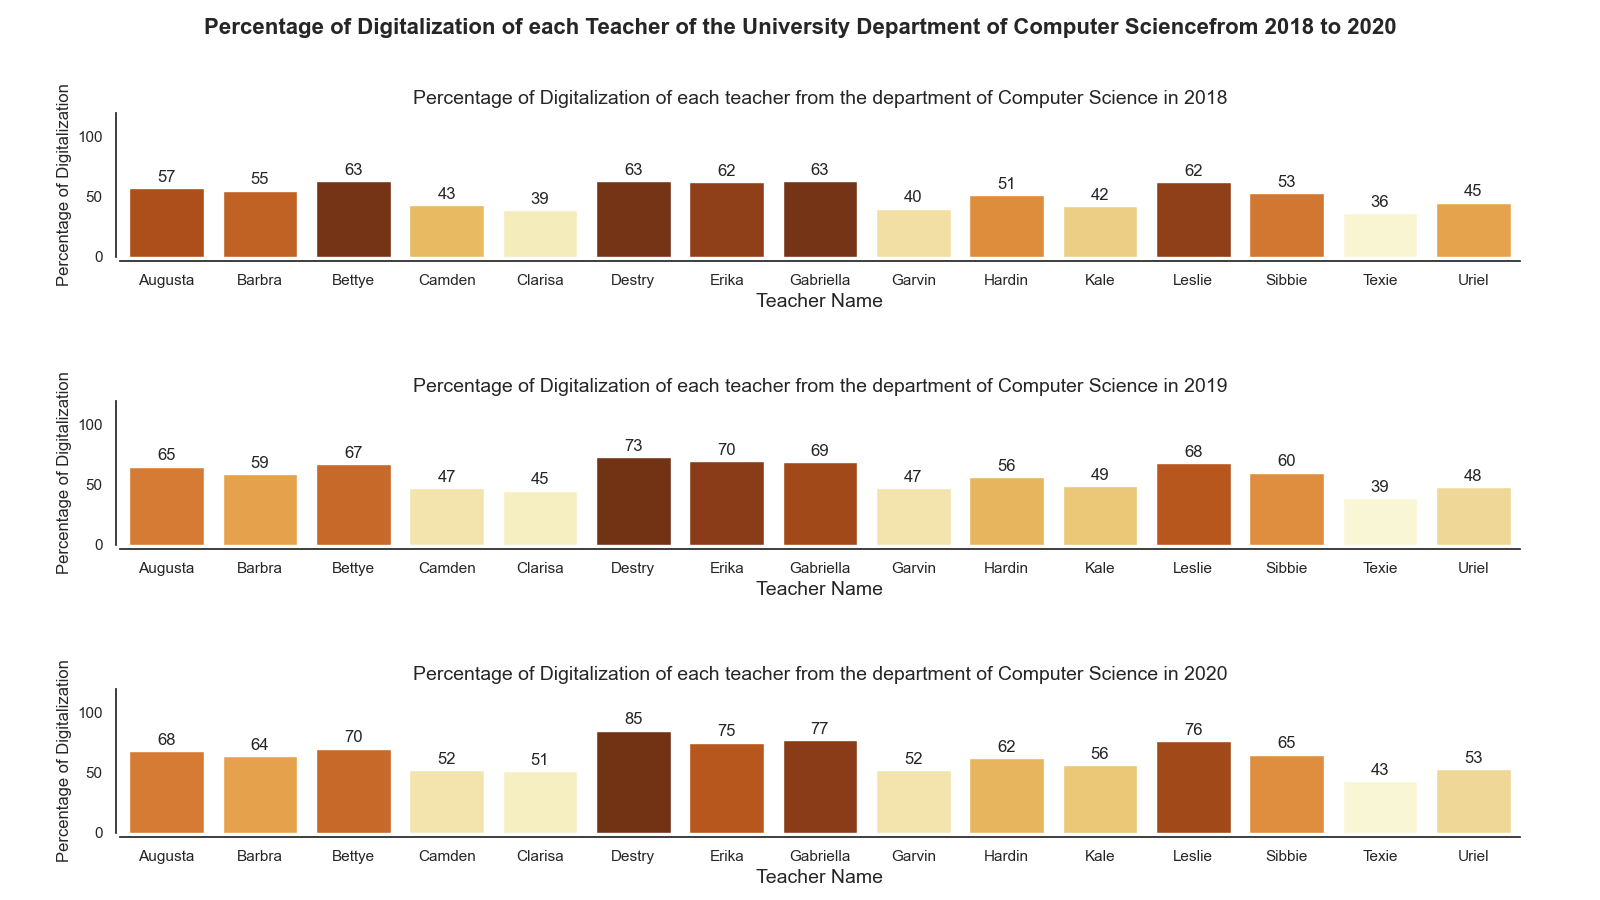 Percentage of Digitalization of each Teacher of the University Department of Computer Sciencefrom 2018 to 2020
Percentage of Digitalization of each teacher from the department of Computer Science in 2018
Percentage of Digitalization
100
50
0
57 55 63 43 39 63 62 63 40 51 42 62 53 36 45
Augusta Barbra Bettye Camden Clarisa Destry Erika Gabriella Garvin Hardin Kale Leslie Sibbie Texie Uriel
Teacher Name
Percentage of Digitalization of each teacher from the department of Computer Science in 2019
Percentage of Digitalization
100
50
0
65 59 67 47 45 73 70 69 47 56 49 68 60 39 48
Augusta Barbra Bettye Camden Clarisa Destry Erika Gabriella Garvin Hardin Kale Leslie Sibbie Texie Uriel
Teacher Name
Percentage of Digitalization of each teacher from the department of Computer Science in 2020
Percentage of Digitalization
100
50
0
68 64 70 52 51 85 75 77 52 62 56 76 65 43 53
Augusta Barbra Bettye Camden Clarisa Destry Erika Gabriella Garvin Hardin Kale Leslie Sibbie Texie Uriel
Teacher Name